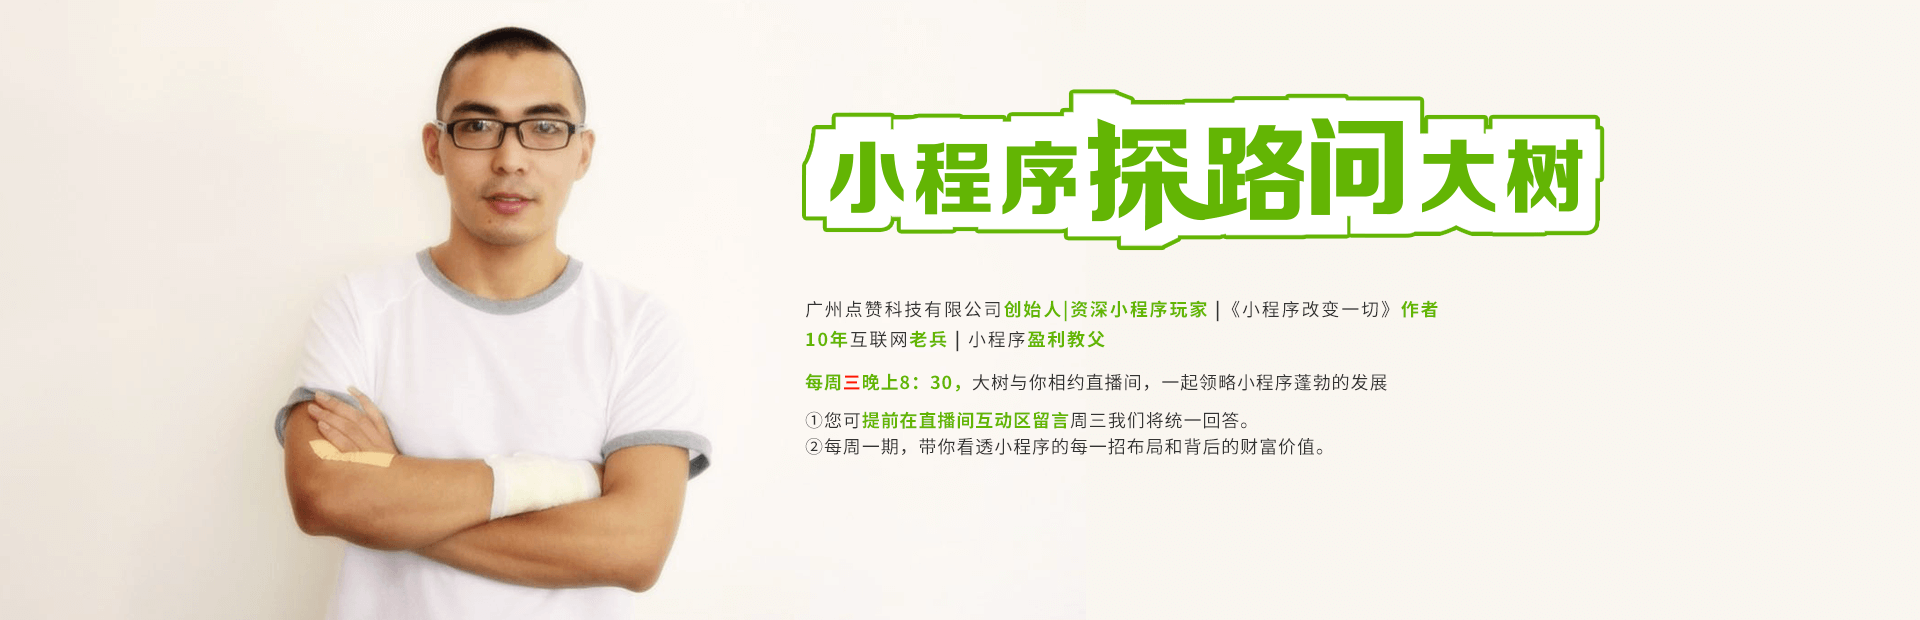 小程序探路问大树
广州点赞科技有限公司创始人|资深小程序玩家 |《小程序改变一切》作者
10年互联网老兵 | 小程序盈利教父
每周三晚上8：30，大树与你相约直播间，一起领略小程序蓬勃的发展
①您可提前在直播间互动区留言周三我们将统一回答。
②每周一期，带你看透小程序的每一招布局和背后的财富价值。